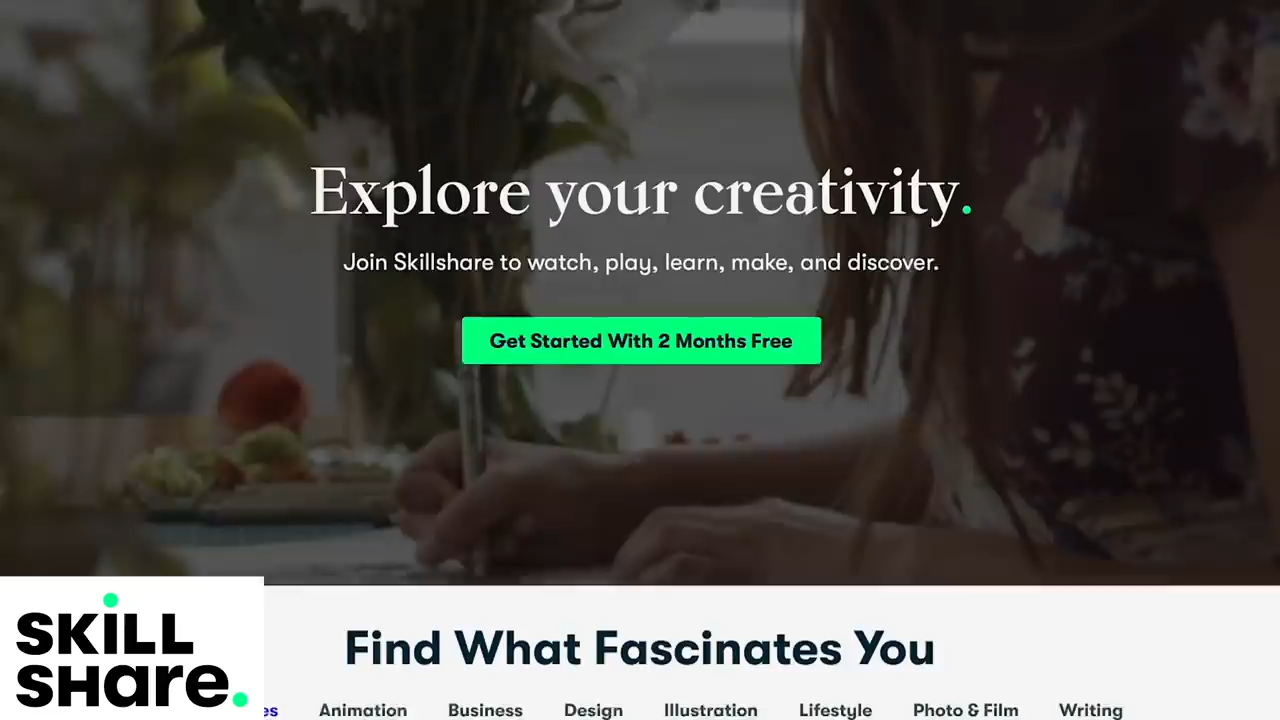 Explore your creativity.
Join Skillshare to watch, play, learn, make, and discover.
Get Started With 2 Months Free
Find What Fascinates You
es Animation Business Design Illustration Lifestyle Photo & Film Writing
SKiLL
SHare.